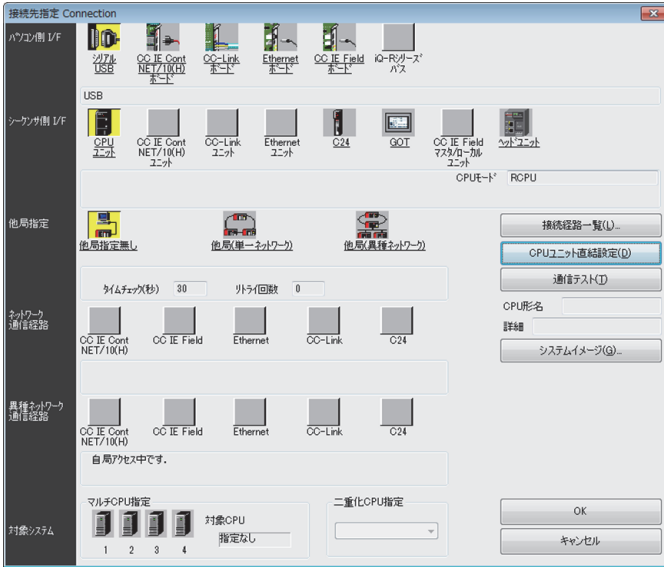 接続先指定 Connection
パソコン側 I/F
シリアル
USB
CC IE Cont
NET/10(H)
ボード
CC-Link
ボード
Ethernet
ボード
CC IE Field
ボード
iQ-Rシリーズ
バス
USB
シーケンサ側 I/F
CPU
ユニット
CC IE Cont
NET/10(H)
ユニット
CC-Link
ユニット
Ethernet
ユニット
C24
GOT
CC IE Field
マスタ/ローカル
ユニット
ヘッドユニット
CPUモード RCPU
他局指定
他局指定無し
他局(単一ネットワーク)
他局(異種ネットワーク)
接続経路一覧(L)...
CPUユニット直結設定(D)
通信テスト(T)
タイムチェック(秒) 30 リトライ回数 0
CPU形名
詳細
システムイメージ(G)...
ネットワーク
通信経路
CC IE Cont
NET/10(H)
CC IE Field
Ethernet
CC-Link
C24
異種ネットワーク
通信経路
CC IE Cont
NET/10(H)
CC IE Field
Ethernet
CC-Link
C24
自局アクセス中です.
対象システム
マルチCPU指定
1 2 3 4
対象CPU
指定なし
二重化CPU指定
OK
キャンセル